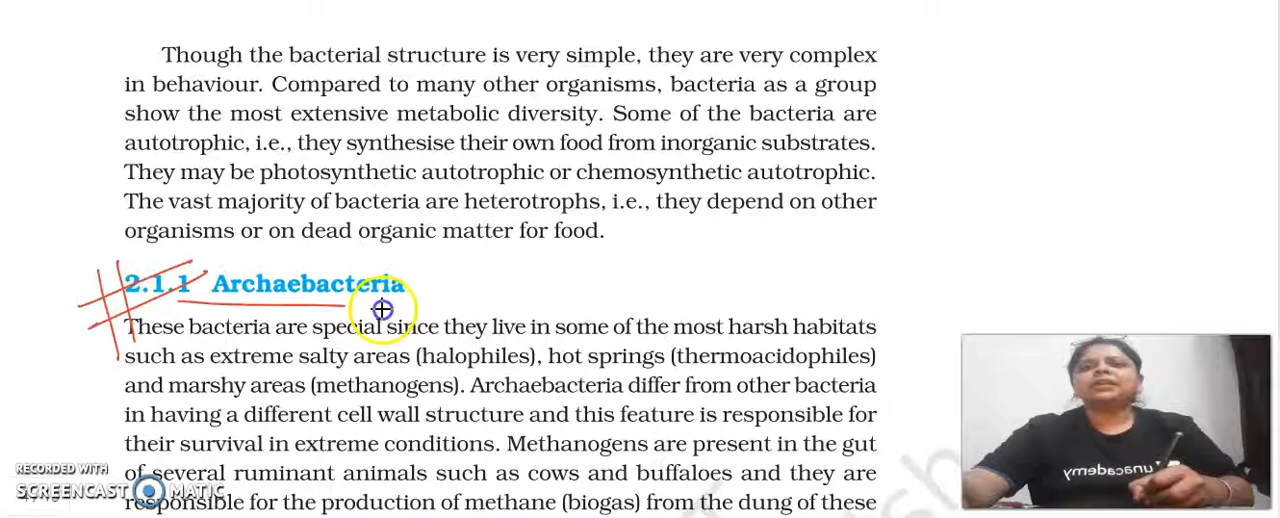 Though the bacterial structure is very simple, they are very complex
in behaviour. Compared to many other organisms, bacteria as a group
show the most extensive metabolic diversity. Some of the bacteria are
autotrophic, i.e., they synthesise their own food from inorganic substrates.
They may be photosynthetic autotrophic or chemosynthetic autotrophic.
The vast majority of bacteria are heterotrophs, i.e., they depend on other
organisms or on dead organic matter for food.
2.1.1 Archaebacteria
These bacteria are special since they live in some of the most harsh habitats
such as extreme salty areas (halophiles), hot springs (thermoacidophiles)
and marshy areas (methanogens). Archaebacteria differ from other bacteria
in having a different cell wall structure and this feature is responsible for
their survival in extreme conditions. Methanogens are present in the gut
of several ruminant animals such as cows and buffaloes and they are
responsible for the production of methane (biogas) from the dung of these
RECORDED WITH
SCREENCAST MATIC
unacademy